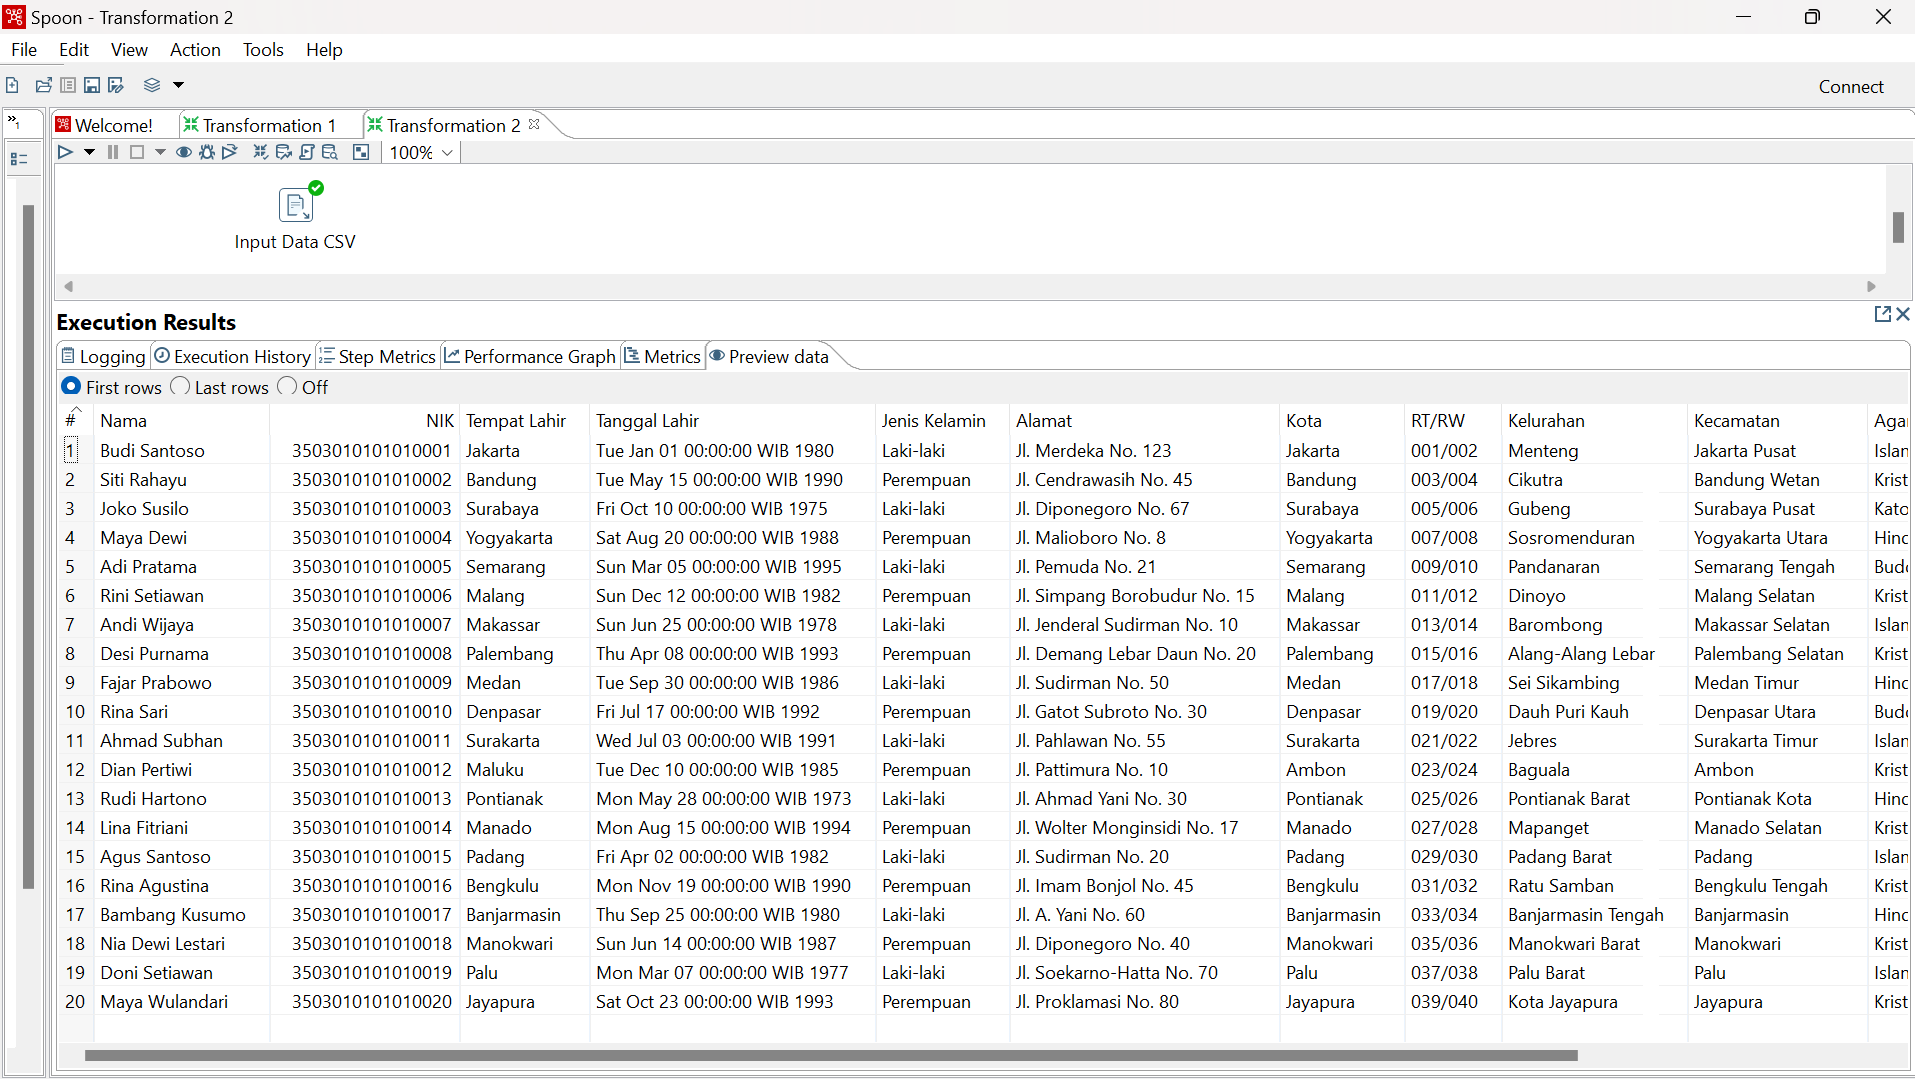 Spoon - Transformation 2
File Edit View Action Tools Help
Connect
»1
Welcome! Transformation 1 Transformation 2
100%
Input Data CSV
Execution Results
Logging Execution History Step Metrics Performance Graph Metrics Preview data
First rows Last rows Off
# Nama NIK Tempat Lahir Tanggal Lahir Jenis Kelamin Alamat Kota RT/RW Kelurahan Kecamatan Aga
1 Budi Santoso 3503010101010001 Jakarta Tue Jan 01 00:00:00 WIB 1980 Laki-laki Jl. Merdeka No. 123 Jakarta 001/002 Menteng Jakarta Pusat Islan
2 Siti Rahayu 3503010101010002 Bandung Tue May 15 00:00:00 WIB 1990 Perempuan Jl. Cendrawasih No. 45 Bandung 003/004 Cikutra Bandung Wetan Krist
3 Joko Susilo 3503010101010003 Surabaya Fri Oct 10 00:00:00 WIB 1975 Laki-laki Jl. Diponegoro No. 67 Surabaya 005/006 Gubeng Surabaya Pusat Kato
4 Maya Dewi 3503010101010004 Yogyakarta Sat Aug 20 00:00:00 WIB 1988 Perempuan Jl. Malioboro No. 8 Yogyakarta 007/008 Sosromenduran Yogyakarta Utara Hind
5 Adi Pratama 3503010101010005 Semarang Sun Mar 05 00:00:00 WIB 1995 Laki-laki Jl. Pemuda No. 21 Semarang 009/010 Pandanaran Semarang Tengah Bud
6 Rini Setiawan 3503010101010006 Malang Sun Dec 12 00:00:00 WIB 1982 Perempuan Jl. Simpang Borobudur No. 15 Malang 011/012 Dinoyo Malang Selatan Krist
7 Andi Wijaya 3503010101010007 Makassar Sun Jun 25 00:00:00 WIB 1978 Laki-laki Jl. Jenderal Sudirman No. 10 Makassar 013/014 Barombong Makassar Selatan Islan
8 Desi Purnama 3503010101010008 Palembang Thu Apr 08 00:00:00 WIB 1993 Perempuan Jl. Demang Lebar Daun No. 20 Palembang 015/016 Alang-Alang Lebar Palembang Selatan Krist
9 Fajar Prabowo 3503010101010009 Medan Tue Sep 30 00:00:00 WIB 1986 Laki-laki Jl. Sudirman No. 50 Medan 017/018 Sei Sikambing Medan Timur Hind
10 Rina Sari 3503010101010010 Denpasar Fri Jul 17 00:00:00 WIB 1992 Perempuan Jl. Gatot Subroto No. 30 Denpasar 019/020 Dauh Puri Kauh Denpasar Utara Bud
11 Ahmad Subhan 3503010101010011 Surakarta Wed Jul 03 00:00:00 WIB 1991 Laki-laki Jl. Pahlawan No. 55 Surakarta 021/022 Jebres Surakarta Timur Islan
12 Dian Pertiwi 3503010101010012 Maluku Tue Dec 10 00:00:00 WIB 1985 Perempuan Jl. Pattimura No. 10 Ambon 023/024 Baguala Ambon Krist
13 Rudi Hartono 3503010101010013 Pontianak Mon May 28 00:00:00 WIB 1973 Laki-laki Jl. Ahmad Yani No. 30 Pontianak 025/026 Pontianak Barat Pontianak Kota Hind
14 Lina Fitriani 3503010101010014 Manado Mon Aug 15 00:00:00 WIB 1994 Perempuan Jl. Wolter Monginsidi No. 17 Manado 027/028 Mapanget Manado Selatan Krist
15 Agus Santoso 3503010101010015 Padang Fri Apr 02 00:00:00 WIB 1982 Laki-laki Jl. Sudirman No. 20 Padang 029/030 Padang Barat Padang Islan
16 Rina Agustina 3503010101010016 Bengkulu Mon Nov 19 00:00:00 WIB 1990 Perempuan Jl. Imam Bonjol No. 45 Bengkulu 031/032 Ratu Samban Bengkulu Tengah Krist
17 Bambang Kusumo 3503010101010017 Banjarmasin Thu Sep 25 00:00:00 WIB 1980 Laki-laki Jl. A. Yani No. 60 Banjarmasin 033/034 Banjarmasin Tengah Banjarmasin Hind
18 Nia Dewi Lestari 3503010101010018 Manokwari Sun Jun 14 00:00:00 WIB 1987 Perempuan Jl. Diponegoro No. 40 Manokwari 035/036 Manokwari Barat Manokwari Krist
19 Doni Setiawan 3503010101010019 Palu Mon Mar 07 00:00:00 WIB 1977 Laki-laki Jl. Soekarno-Hatta No. 70 Palu 037/038 Palu Barat Palu Islan
20 Maya Wulandari 3503010101010020 Jayapura Sat Oct 23 00:00:00 WIB 1993 Perempuan Jl. Proklamasi No. 80 Jayapura 039/040 Kota Jayapura Jayapura Krist